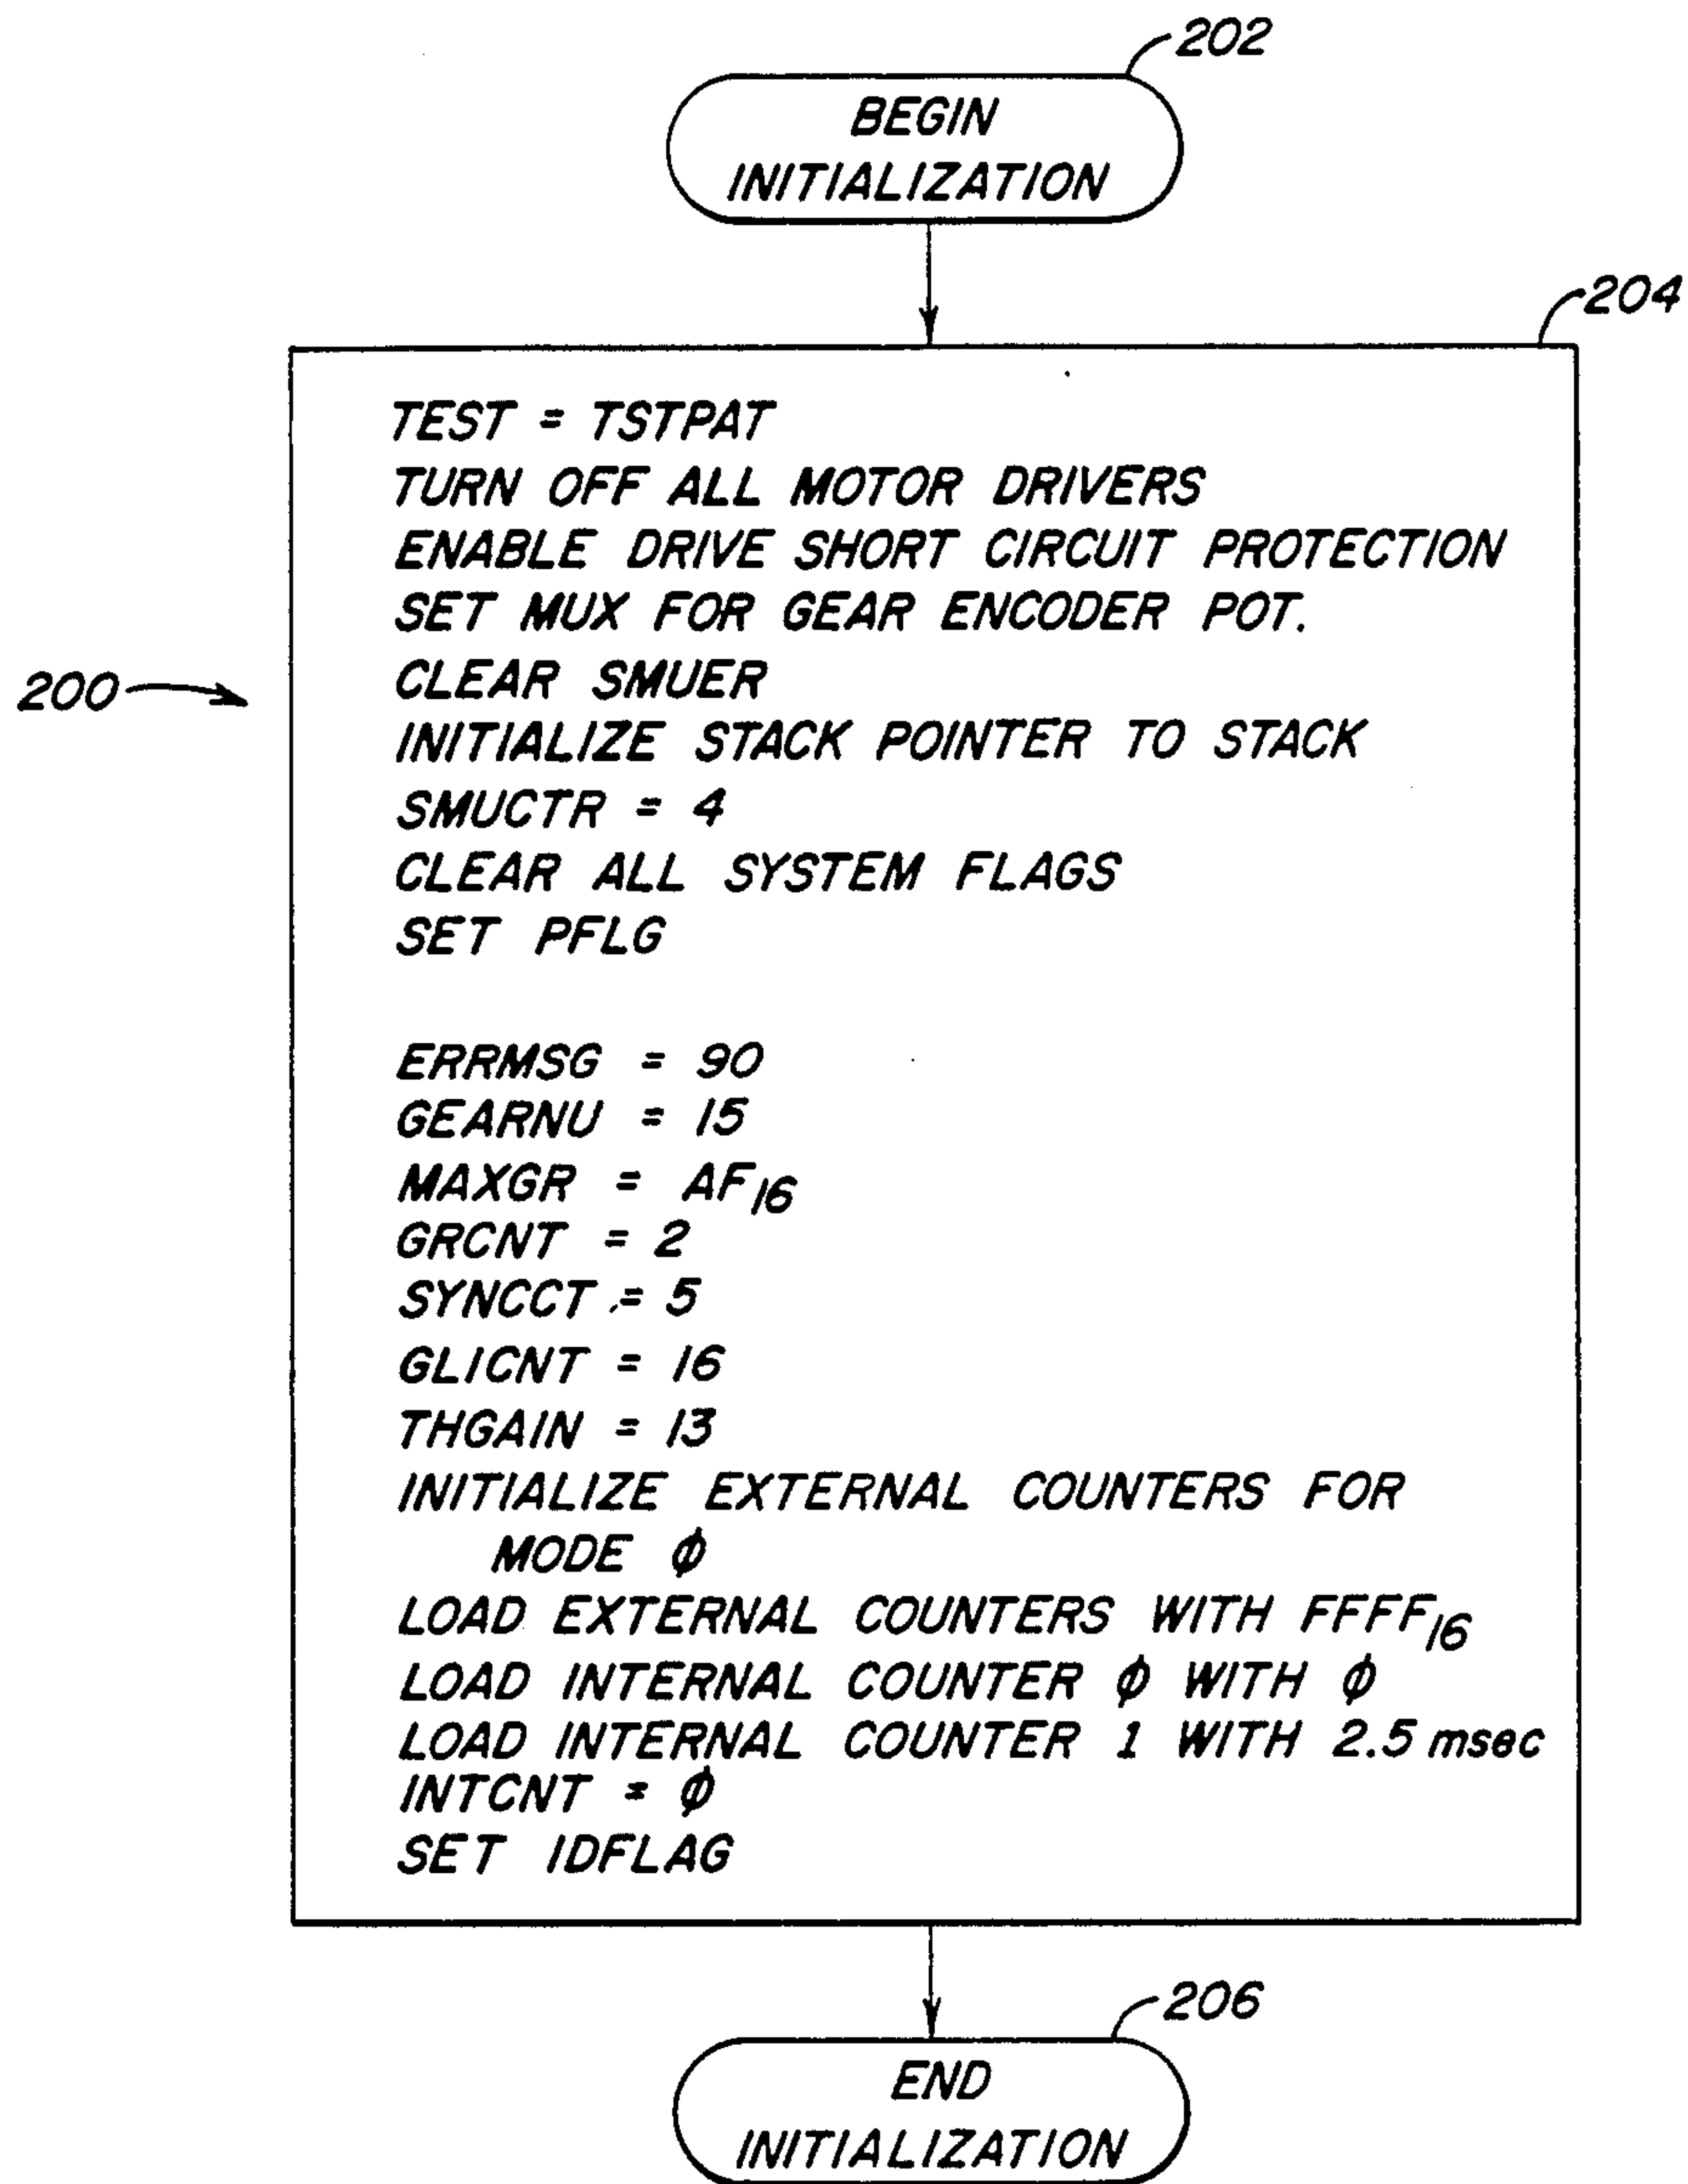 202
BEGIN
INITIALIZATION
204
TEST = TSTPAT
TURN OFF ALL MOTOR DRIVERS
ENABLE DRIVE SHORT CIRCUIT PROTECTION
SET MUX FOR GEAR ENCODER POT.
CLEAR SMUER
200
INITIALIZE STACK POINTER TO STACK
SMUCTR = 4
CLEAR ALL SYSTEM FLAGS
SET PFLG
ERRMSG = 90
GEARNU = 15
MAXGR = AF₁₆
GRCNT = 2
SYNCCT = 5
GLICNT = 16
THGAIN = 13
INITIALIZE EXTERNAL COUNTERS FOR
MODE ϕ
LOAD EXTERNAL COUNTERS WITH FFFF₁₆
LOAD INTERNAL COUNTER ϕ WITH ϕ
LOAD INTERNAL COUNTER 1 WITH 2.5 msec
INTCNT = ϕ
SET IDFLAG
206
END
INITIALIZATION